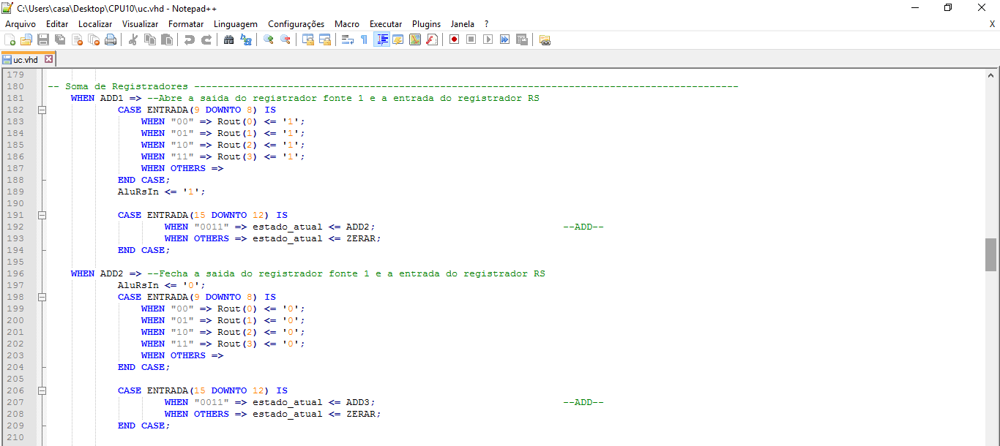 C:\Users\casa\Desktop\CPU10\uc.vhd - Notepad++
Arquivo Editar Localizar Visualizar Formatar Linguagem Configurações Macro Executar Plugins Janela ? X
uc.vhd
179
180 -- Soma de Registradores ---------------------------------------------------------------------------------------------
181 WHEN ADD1 => --Abre a saida do registrador fonte 1 e a entrada do registrador RS
182 CASE ENTRADA(9 DOWNTO 8) IS
183 WHEN "00" => Rout(0) <= '1';
184 WHEN "01" => Rout(1) <= '1';
185 WHEN "10" => Rout(2) <= '1';
186 WHEN "11" => Rout(3) <= '1';
187 WHEN OTHERS =>
188 END CASE;
189 AluRsIn <= '1';
190
191 CASE ENTRADA(15 DOWNTO 12) IS
192 WHEN "0011" => estado_atual <= ADD2; --ADD--
193 WHEN OTHERS => estado_atual <= ZERAR;
194 END CASE;
195
196 WHEN ADD2 => --Fecha a saida do registrador fonte 1 e a entrada do registrador RS
197 AluRsIn <= '0';
198 CASE ENTRADA(9 DOWNTO 8) IS
199 WHEN "00" => Rout(0) <= '0';
200 WHEN "01" => Rout(1) <= '0';
201 WHEN "10" => Rout(2) <= '0';
202 WHEN "11" => Rout(3) <= '0';
203 WHEN OTHERS =>
204 END CASE;
205
206 CASE ENTRADA(15 DOWNTO 12) IS
207 WHEN "0011" => estado_atual <= ADD3; --ADD--
208 WHEN OTHERS => estado_atual <= ZERAR;
209 END CASE;
210